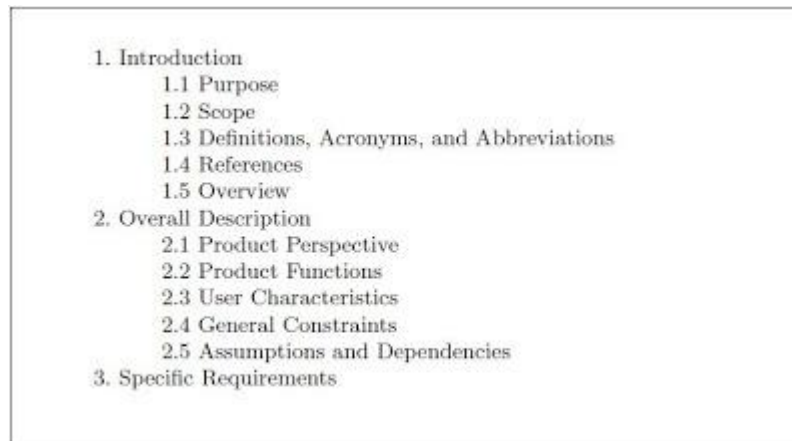 1. Introduction
1.1 Purpose
1.2 Scope
1.3 Definitions, Acronyms, and Abbreviations
1.4 References
1.5 Overview
2. Overall Description
2.1 Product Perspective
2.2 Product Functions
2.3 User Characteristics
2.4 General Constraints
2.5 Assumptions and Dependencies
3. Specific Requirements